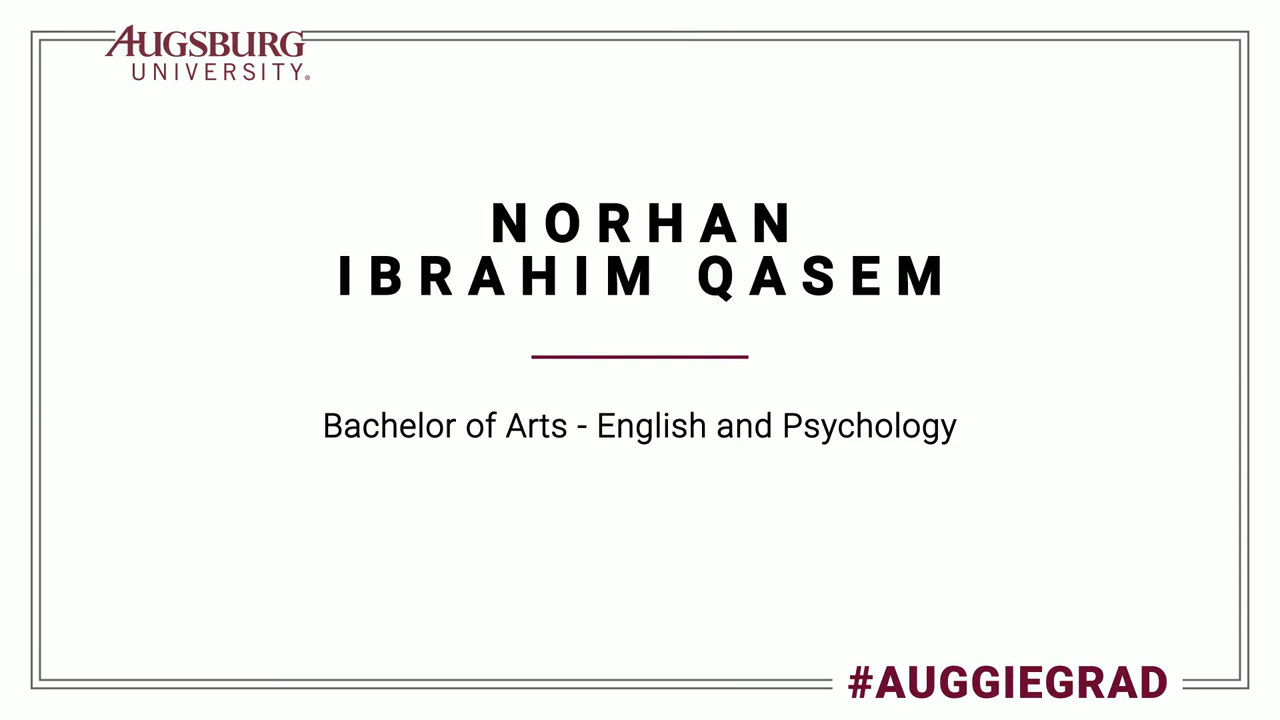 AUGSBURG
UNIVERSITY®
NORHAN
IBRAHIM QASEM
Bachelor of Arts - English and Psychology
#AUGGIEGRAD